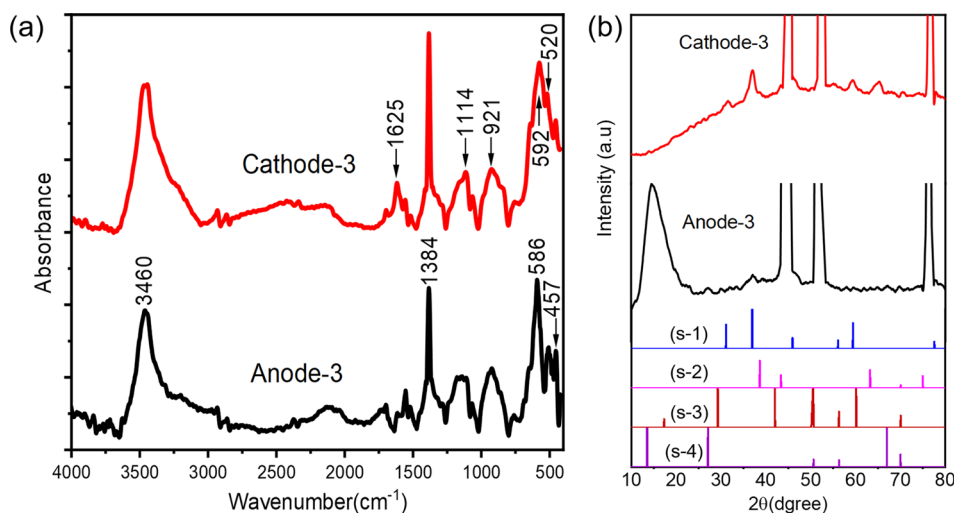 (a)
Absorbance
Cathode-3
1625
1114
921
592
520
Anode-3
3460
1384
586
457
4000 3500 3000 2500 2000 1500 1000 500
Wavenumber(cm-1)
(b)
Intensity (a.u)
Cathode-3
Anode-3
(s-1)
(s-2)
(s-3)
(s-4)
10 20 30 40 50 60 70 80
2θ(dgree)